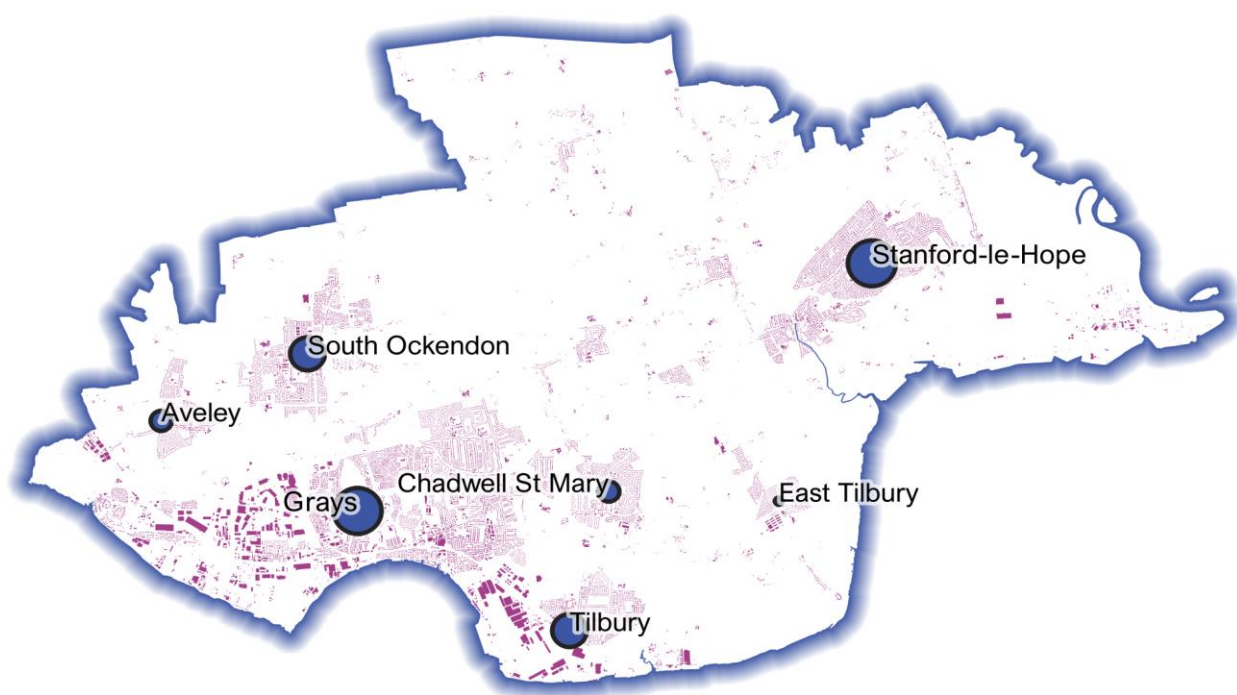 Stanford-le-Hope
South Ockendon
Aveley
Chadwell St Mary
East Tilbury
Grays
Tilbury